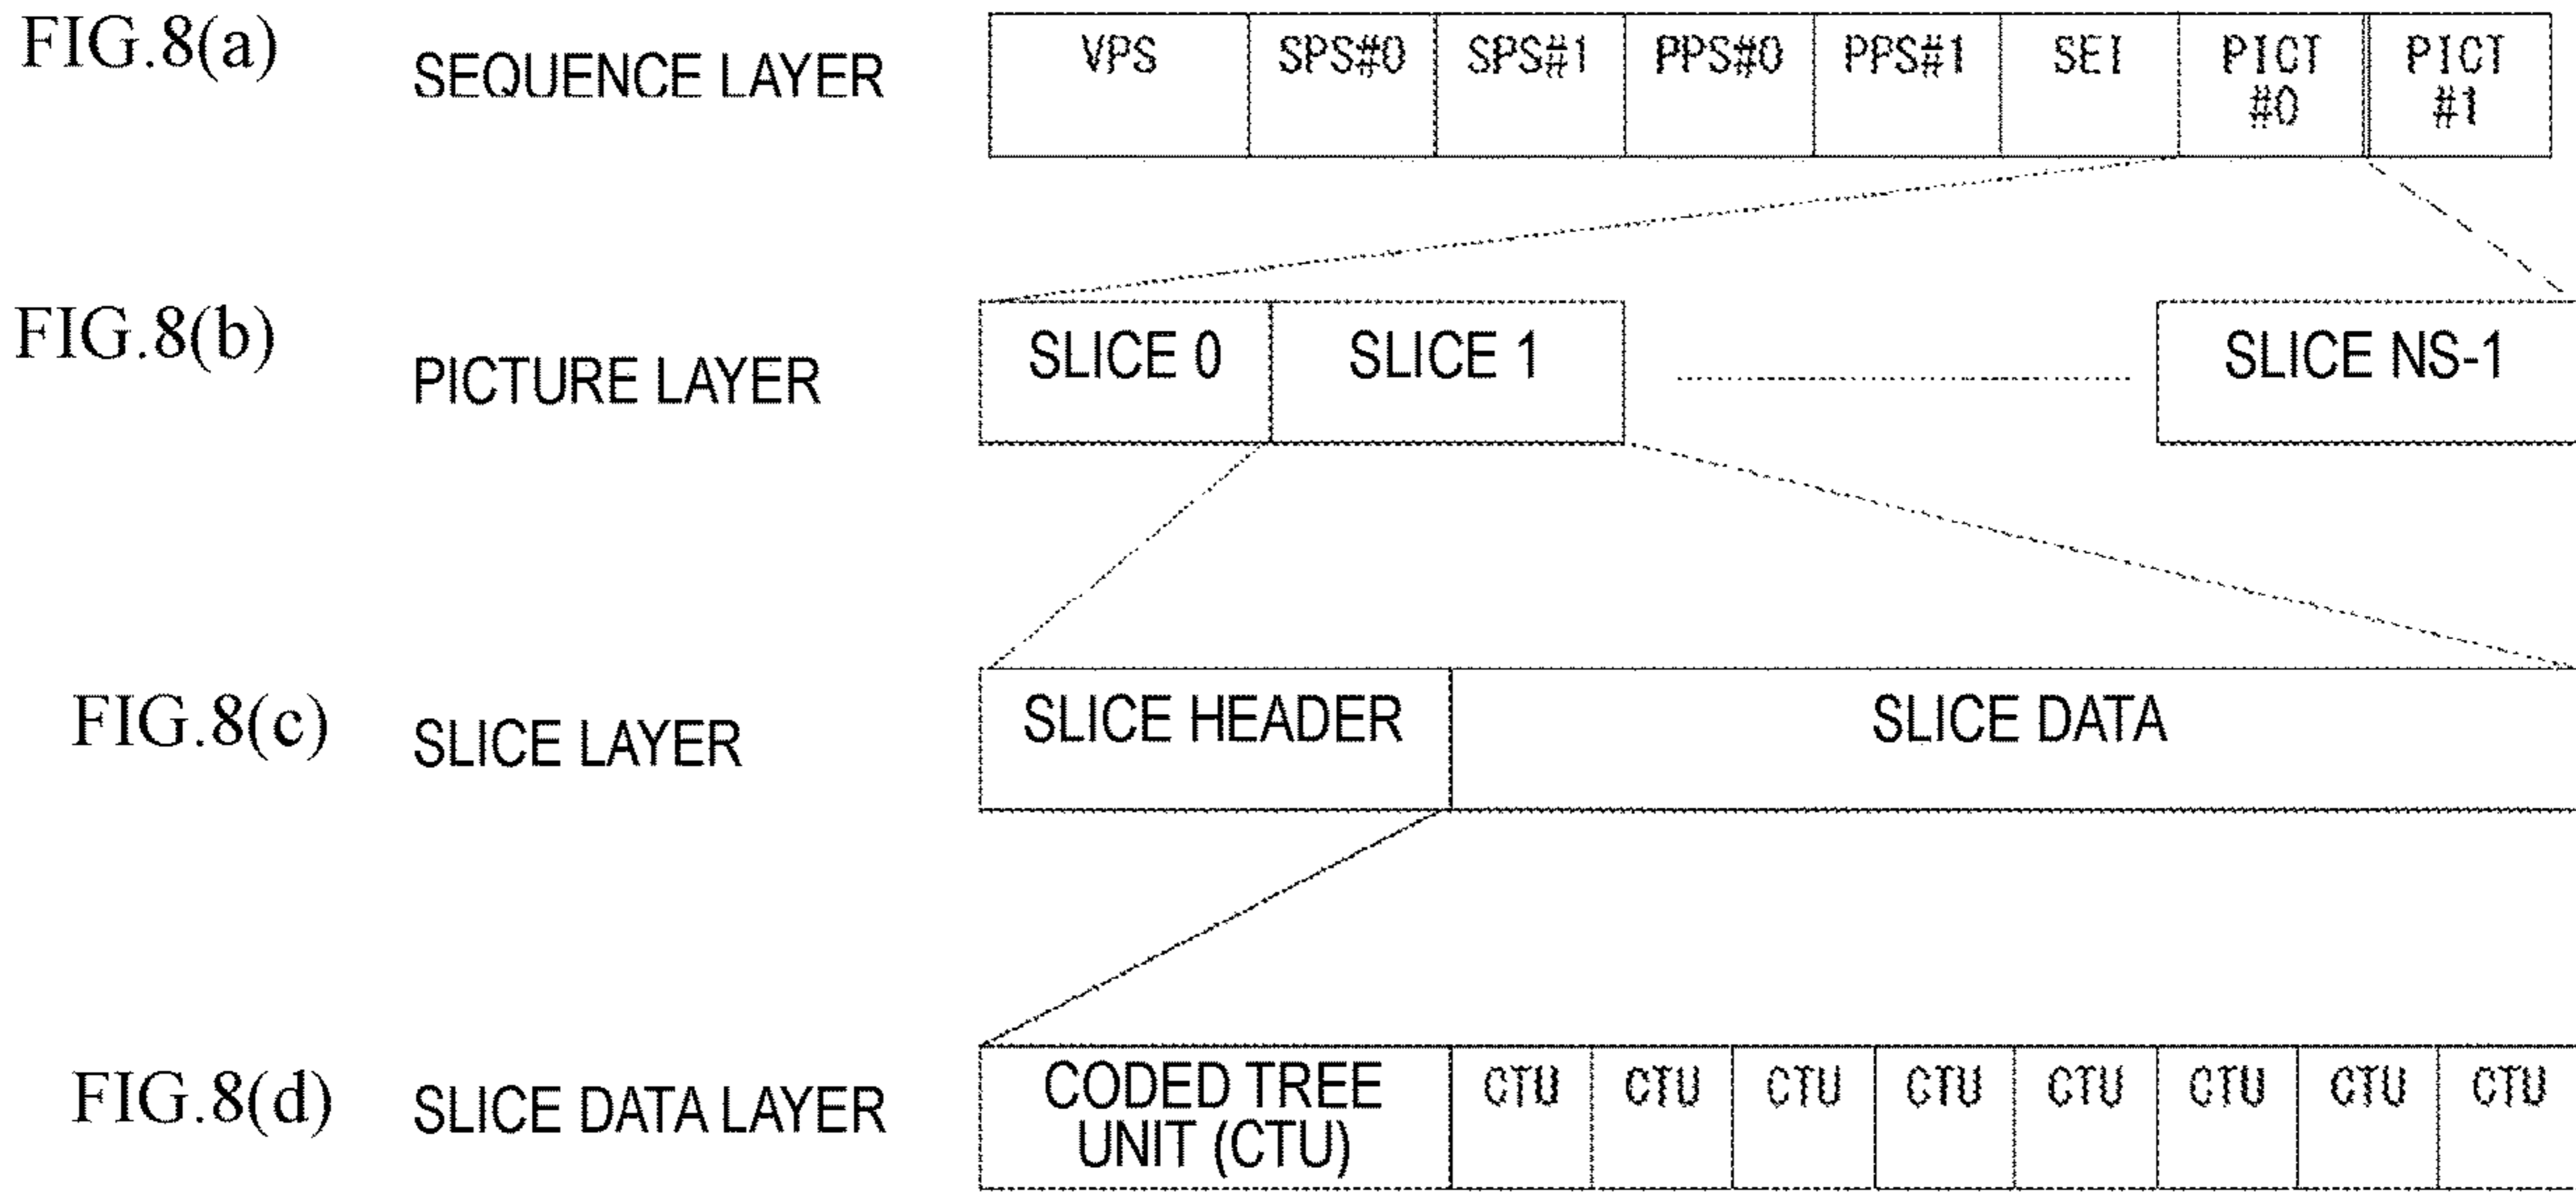 FIG.8(a)
SEQUENCE LAYER
VPS
SPS#0
SPS#1
PPS#0
PPS#1
SEI
PICT
#0
PICT
#1
FIG.8(b)
PICTURE LAYER
SLICE 0
SLICE 1
SLICE NS-1
FIG.8(c)
SLICE LAYER
SLICE HEADER
SLICE DATA
FIG.8(d)
SLICE DATA LAYER
CODED TREE
UNIT (CTU)
CTU
CTU
CTU
CTU
CTU
CTU
CTU
CTU